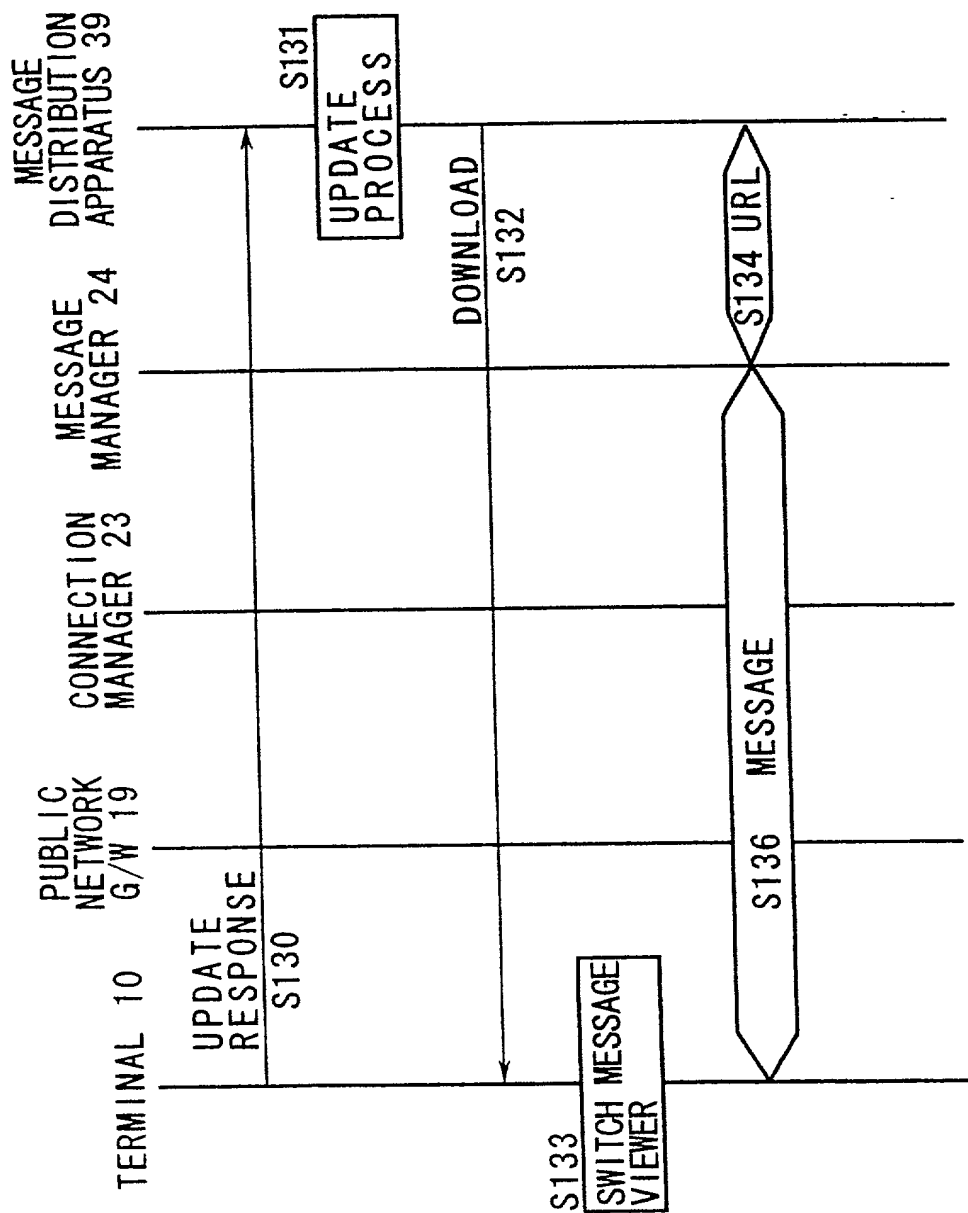 TERMINAL 10
PUBLIC
NETWORK
G/W 19
CONNECTION
MANAGER 23
MESSAGE
MANAGER 24
MESSAGE
DISTRIBUTION
APPARATUS 39
UPDATE
RESPONSE
S130
S131
UPDATE
PROCESS
DOWNLOAD
S132
S133
SWITCH MESSAGE
VIEWER
S136 MESSAGE
S134 URL